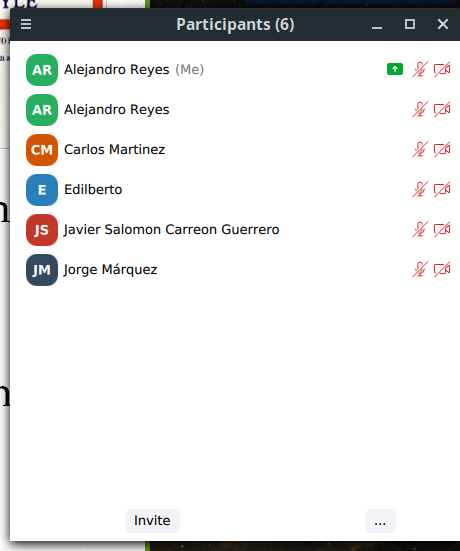 YLE
Participants (6)
AR Alejandro Reyes (Me)
AR Alejandro Reyes
CM Carlos Martinez
E Edilberto
JS Javier Salomon Carreon Guerrero
JM Jorge Márquez
Invite ...